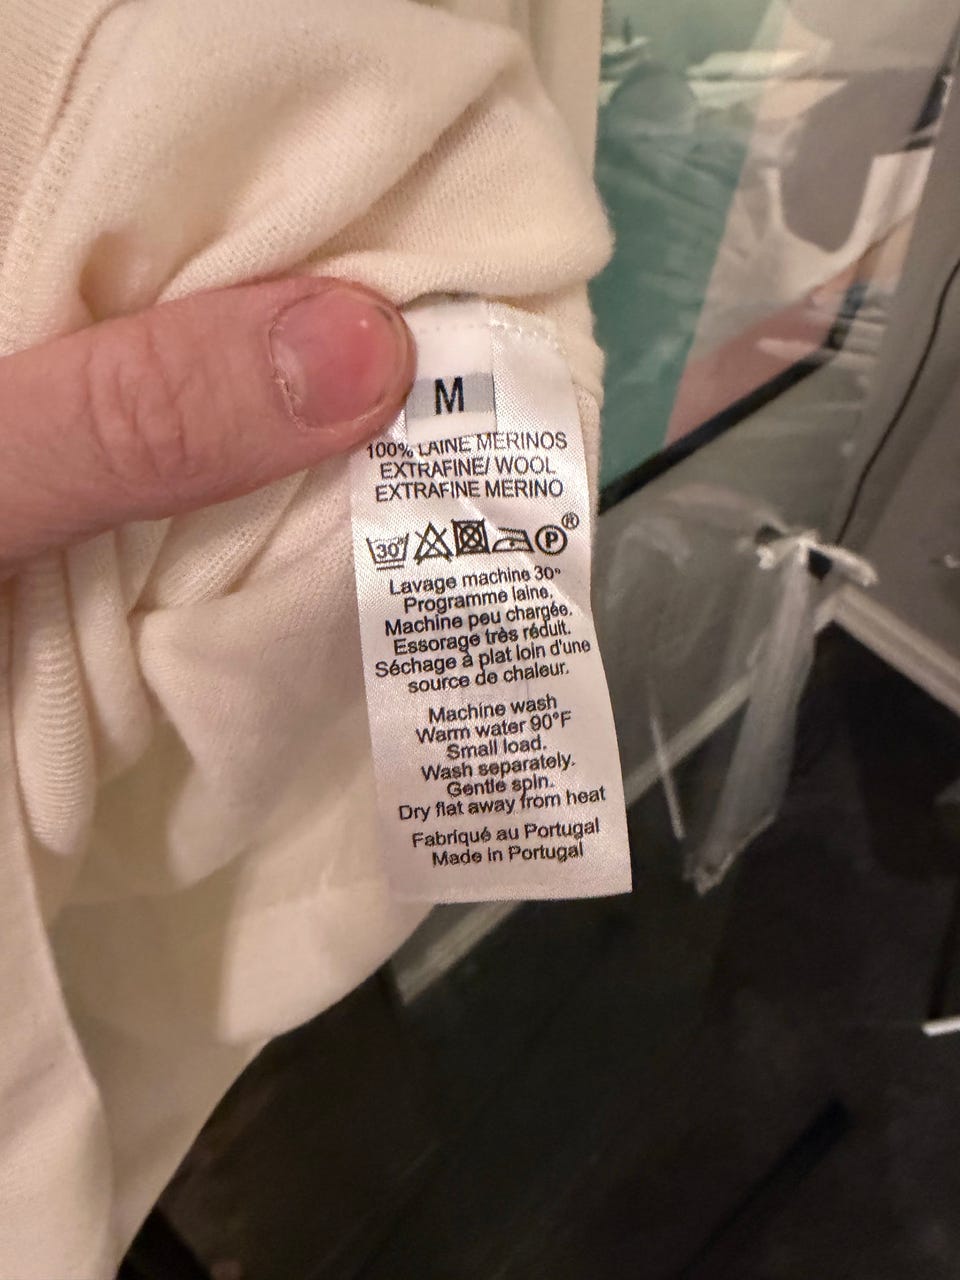 M
100% LAINE MERINOS
EXTRAFINE/ WOOL
EXTRAFINE MERINO
30° P ®
Lavage machine 30°
Programme laine.
Machine peu chargée.
Essorage très réduit.
Séchage à plat loin d'une
source de chaleur.
Machine wash
Warm water 90°F
Small load.
Wash separately.
Gentle spin.
Dry flat away from heat
Fabriqué au Portugal
Made in Portugal